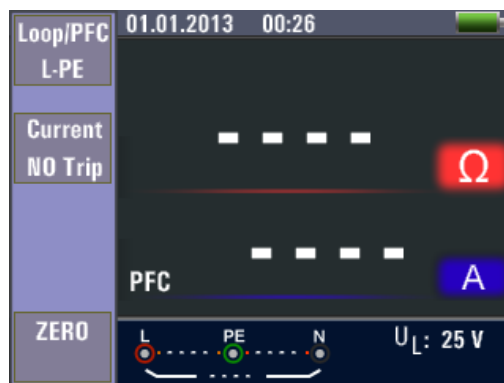 Loop/PFC
L-PE
01.01.2013 00:26
Current
NO Trip
- - - -
Ω
- - - -
PFC
A
ZERO
L PE N
UL: 25 V